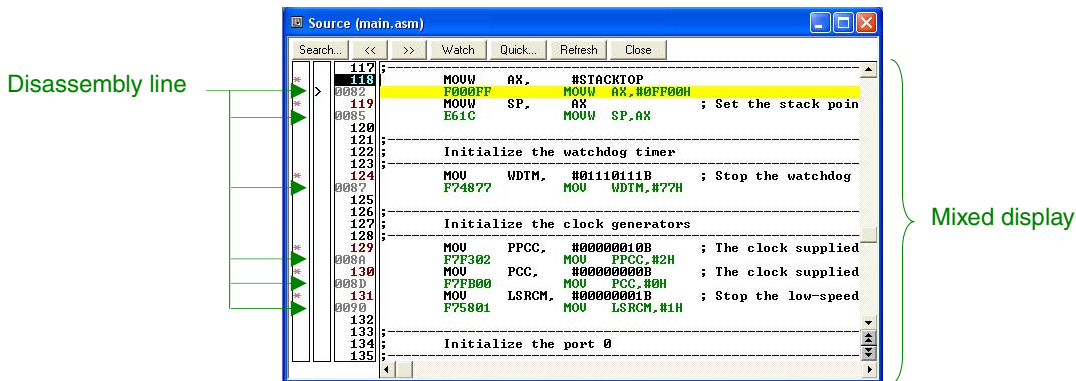 Source (main.asm)
Search... << >> Watch Quick... Refresh Close
117 ;------------------------------------------------------------
* 118 MOVW AX, #STACKTOP
Disassembly line
> 0082 F000FF MOVW AX,#0FF00H
* 119 MOVW SP, AX ; Set the stack poin
0085 E61C MOVW SP,AX
120
121 ;------------------------------------------------------------
122 ; Initialize the watchdog timer
123 ;------------------------------------------------------------
* 124 MOV WDTM, #01110111B ; Stop the watchdog
0087 F74877 MOV WDTM,#77H
125
126 ;------------------------------------------------------------
127 ; Initialize the clock generators
Mixed display
128 ;------------------------------------------------------------
* 129 MOV PPCC, #00000010B ; The clock supplied
008A F7F302 MOV PPCC,#2H
* 130 MOV PCC, #00000000B ; The clock supplied
008D F7FB00 MOV PCC,#0H
* 131 MOV LSRCM, #00000001B ; Stop the low-speed
0090 F75801 MOV LSRCM,#1H
132
133 ;------------------------------------------------------------
134 ; Initialize the port 0
135 ;------------------------------------------------------------